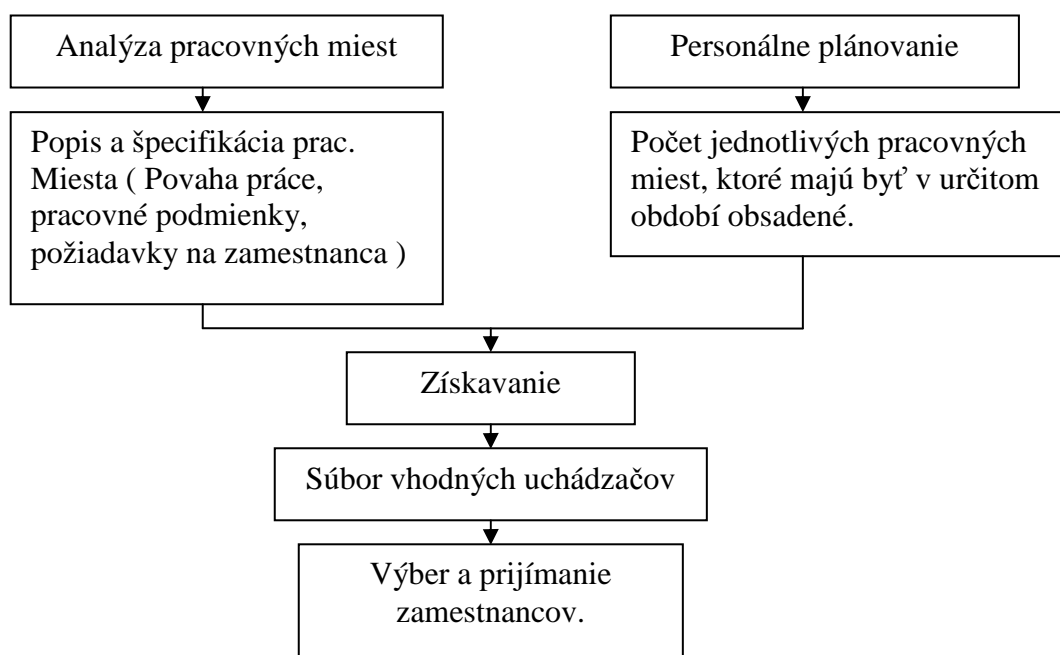 Analýza pracovných miest
Personálne plánovanie
Popis a špecifikácia prac.
Miesta ( Povaha práce,
pracovné podmienky,
požiadavky na zamestnanca )
Počet jednotlivých pracovných
miest, ktoré majú byť v určitom
období obsadené.
Získavanie
Súbor vhodných uchádzačov
Výber a prijímanie
zamestnancov.